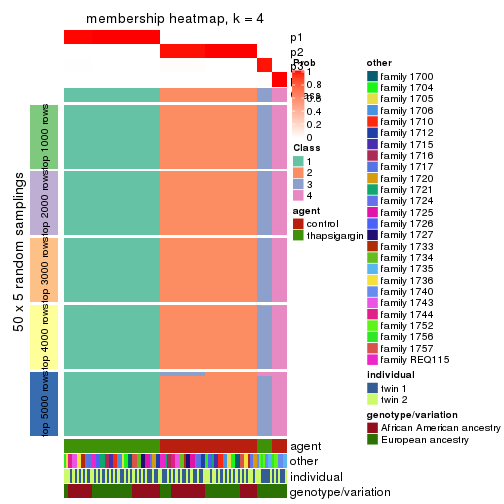 membership heatmap, k = 4
p1
p2
p3
Prob
1
0.8
0.6
0.4
0.2
0
Class
1
2
3
4
agent
control
thapsigargin
other
family 1700
family 1704
family 1705
family 1706
family 1710
family 1712
family 1715
family 1716
family 1717
family 1720
family 1721
family 1724
family 1725
family 1726
family 1727
family 1733
family 1734
family 1735
family 1736
family 1740
family 1743
family 1744
family 1752
family 1756
family 1757
family REQ115
individual
twin 1
twin 2
genotype/variation
African American ancestry
European ancestry
50 x 5 random samplings
top 1000 rows
top 2000 rows
top 3000 rows
top 4000 rows
top 5000 rows
agent
other
individual
genotype/variation